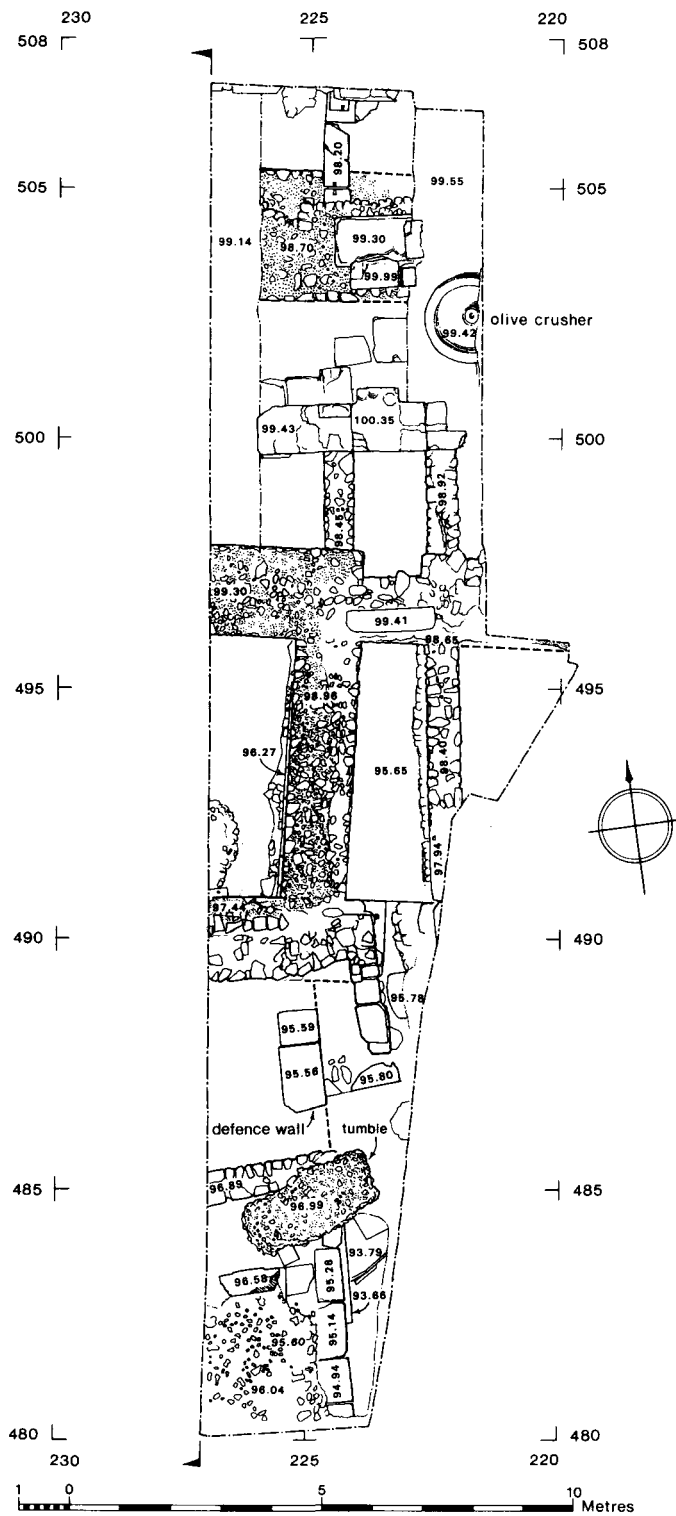 230 225 220
508 508
98.20
505 99.55 505
99.14 98.70 99.30
99.99
99.42 olive crusher
500 99.43 100.35 500
98.45 98.92
99.30
99.41
98.65
495 98.96 495
96.27 95.65 98.40
97.94
97.44
490 490
95.78
95.59
95.56 95.80
defence wall tumble
485 96.89 485
96.99
93.79
96.58 95.28
93.66
95.60 95.14
96.04 94.94
480 480
230 225 220
1 0 5 10 Metres